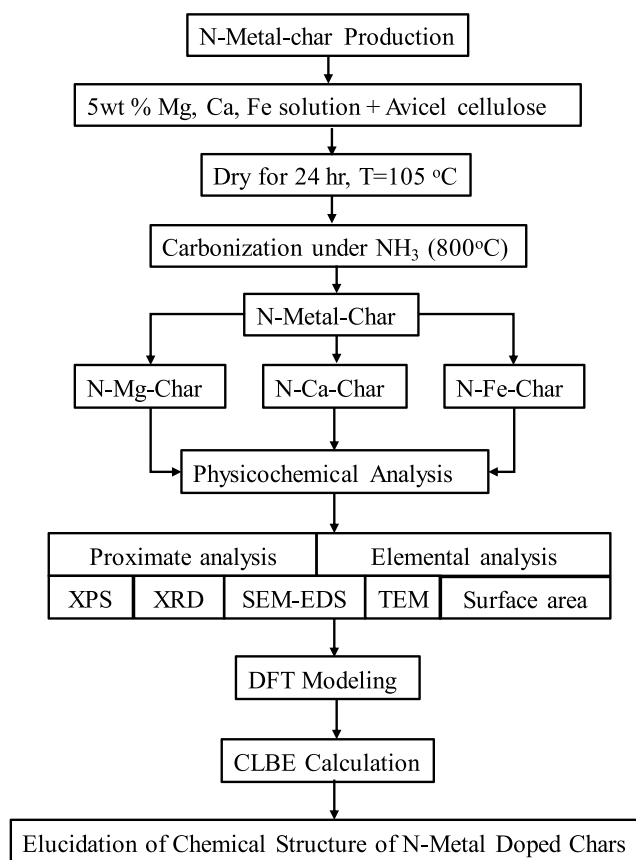 N-Metal-char Production
5wt % Mg, Ca, Fe solution + Avicel cellulose
Dry for 24 hr, T=105 °C
Carbonization under NH₃ (800°C)
N-Metal-Char
N-Mg-Char
N-Ca-Char
N-Fe-Char
Physicochemical Analysis
Proximate analysis
Elemental analysis
XPS
XRD
SEM-EDS
TEM
Surface area
DFT Modeling
CLBE Calculation
Elucidation of Chemical Structure of N-Metal Doped Chars